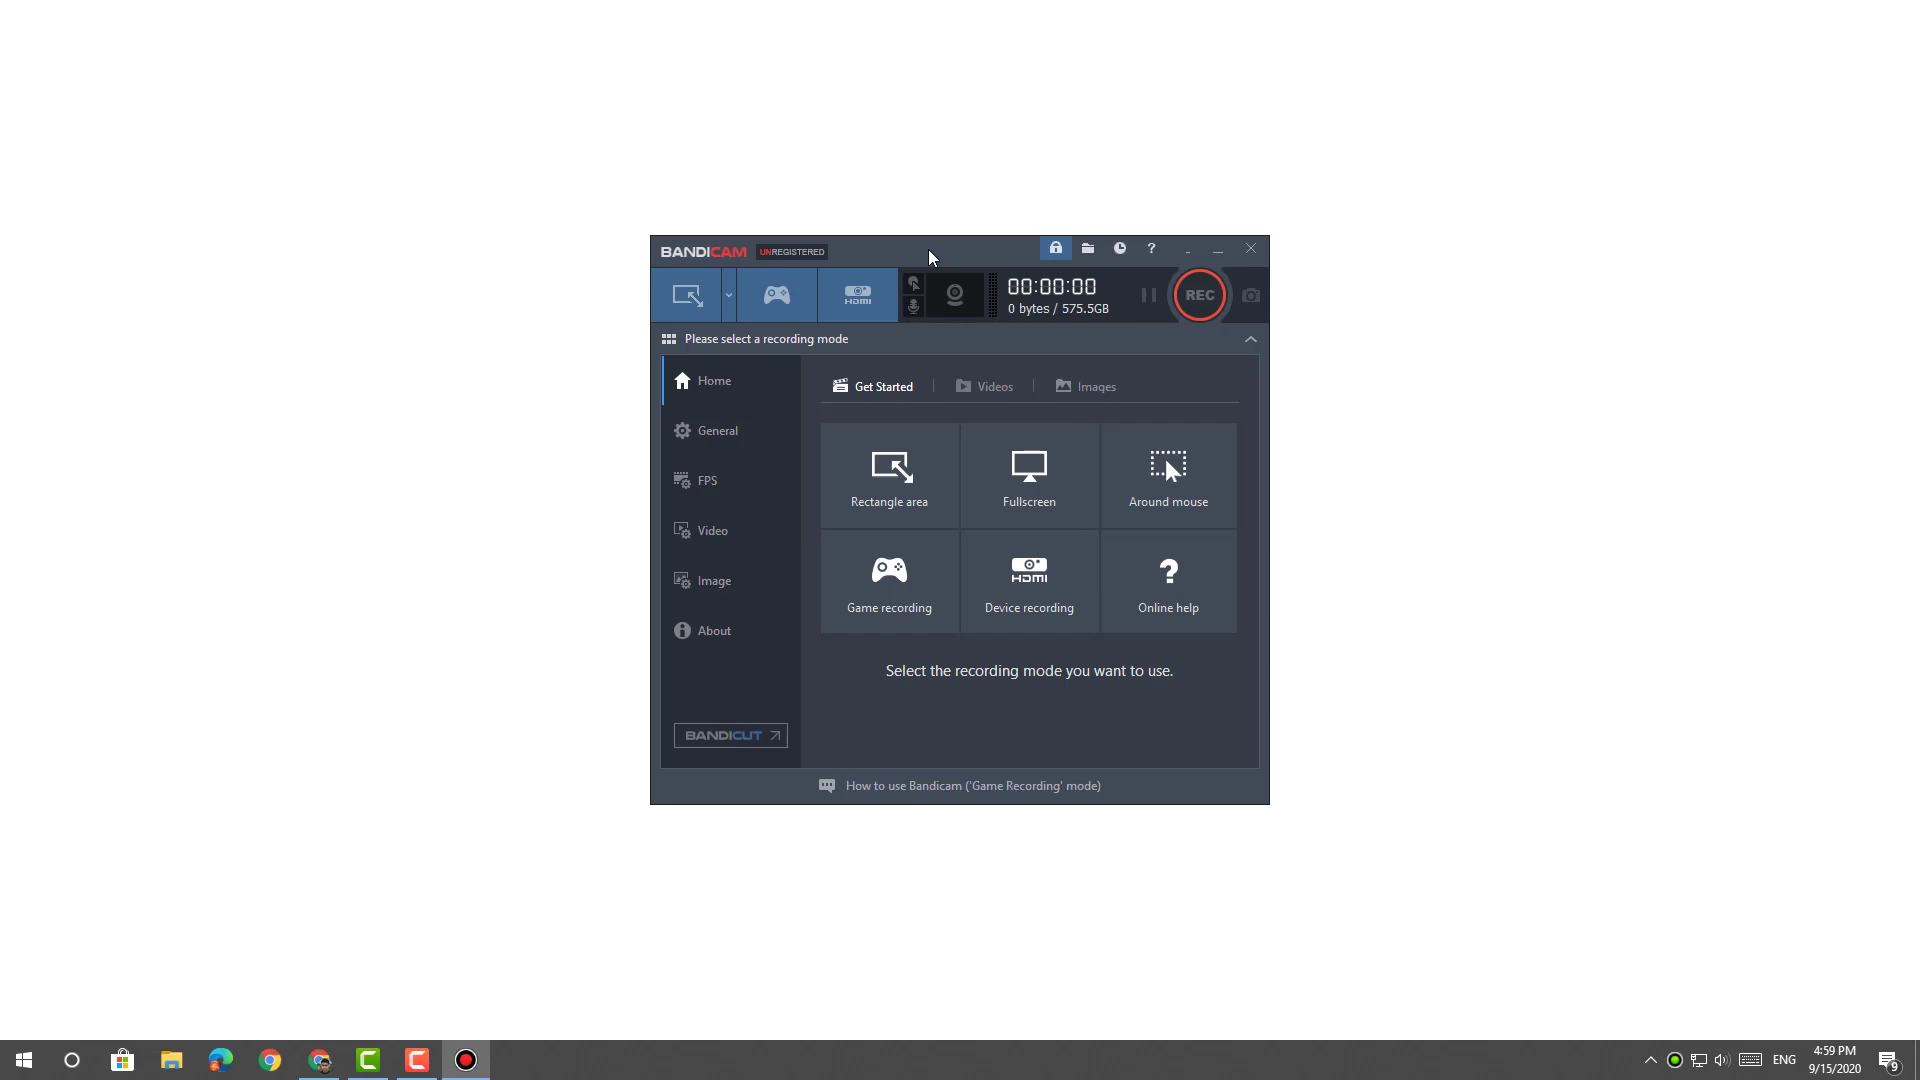 BANDICAM UNREGISTERED ?
HDMI 00:00:00 REC
0 bytes / 575.5GB
Please select a recording mode
Home
General
FPS
Video
Image
About
BANDICUT
Get Started Videos Images
Rectangle area Fullscreen Around mouse
HDMI ?
Game recording Device recording Online help
Select the recording mode you want to use.
How to use Bandicam ('Game Recording' mode)
ENG 4:59 PM
9/15/2020 9